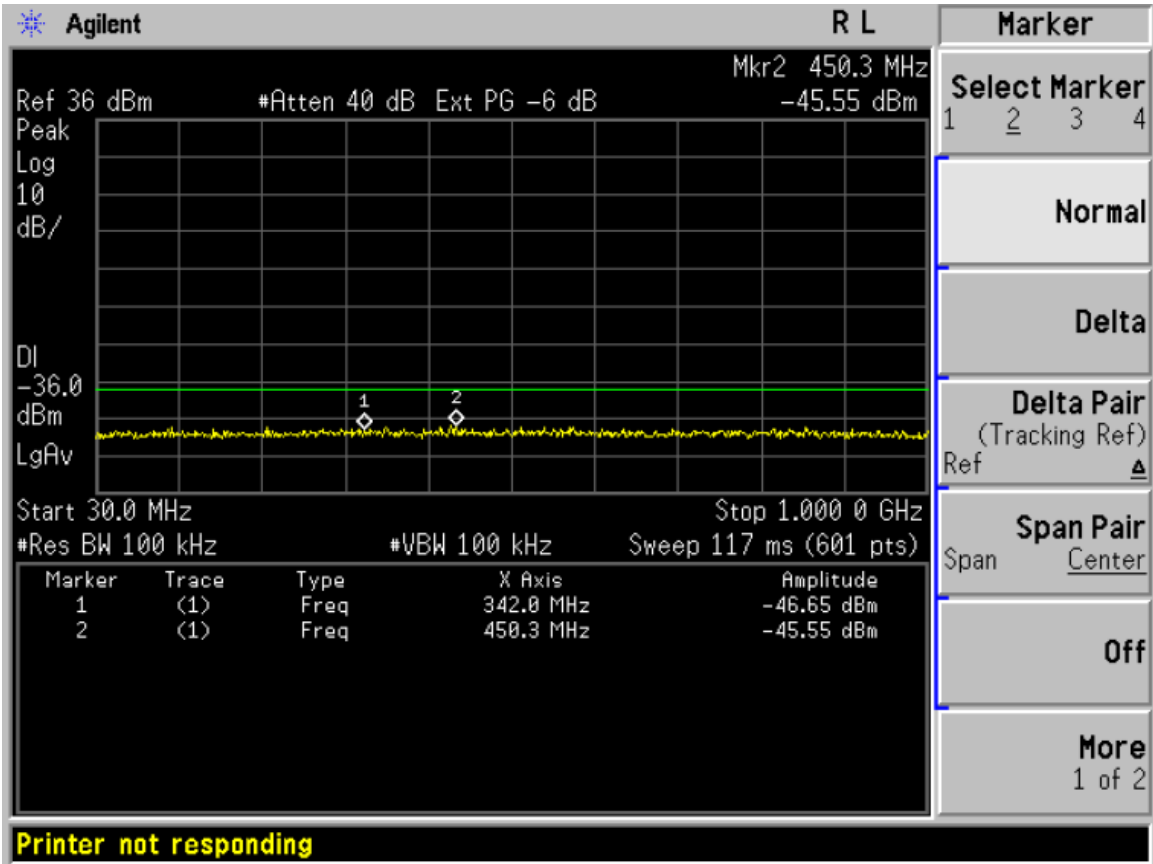 Agilent R L Marker
Mkr2 450.3 MHz
Ref 36 dBm #Atten 40 dB Ext PG -6 dB -45.55 dBm
Peak
Log
10
dB/
DI
-36.0
dBm
LgAv
1 2
Start 30.0 MHz Stop 1.000 0 GHz
#Res BW 100 kHz #VBW 100 kHz Sweep 117 ms (601 pts)
Marker Trace Type X Axis Amplitude
1 (1) Freq 342.0 MHz -46.65 dBm
2 (1) Freq 450.3 MHz -45.55 dBm
Select Marker
1 2 3 4
Normal
Delta
Delta Pair
(Tracking Ref)
Ref Δ
Span Pair
Span Center
Off
More
1 of 2
Printer not responding